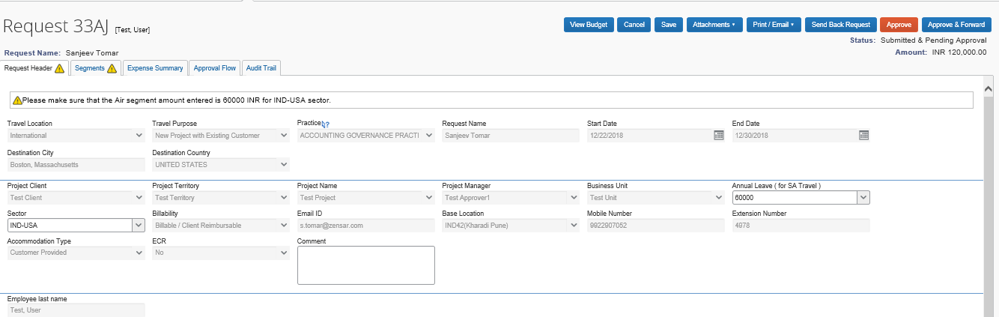 Request 33AJ [Test, User]
View Budget Cancel Save Attachments Print / Email Send Back Request Approve Approve & Forward
Status: Submitted & Pending Approval
Request Name: Sanjeev Tomar Amount: INR 120,000.00
Request Header Segments Expense Summary Approval Flow Audit Trail
Please make sure that the Air segment amount entered is 60000 INR for IND-USA sector.
Travel Location Travel Purpose Practice Request Name Start Date End Date
International New Project with Existing Customer ACCOUNTING GOVERNANCE PRACTI Sanjeev Tomar 12/22/2018 12/30/2018
Destination City Destination Country
Boston, Massachusetts UNITED STATES
Project Client Project Territory Project Name Project Manager Business Unit Annual Leave ( for SA Travel )
Test Client Test Territory Test Project Test Approver1 Test Unit 60000
Sector Billability Email ID Base Location Mobile Number Extension Number
IND-USA Billable / Client Reimbursable s.tomar@zensar.com IND42(Kharadi Pune) 9922907052 4978
Accommodation Type ECR Comment
Customer Provided No
Employee last name
Test, User